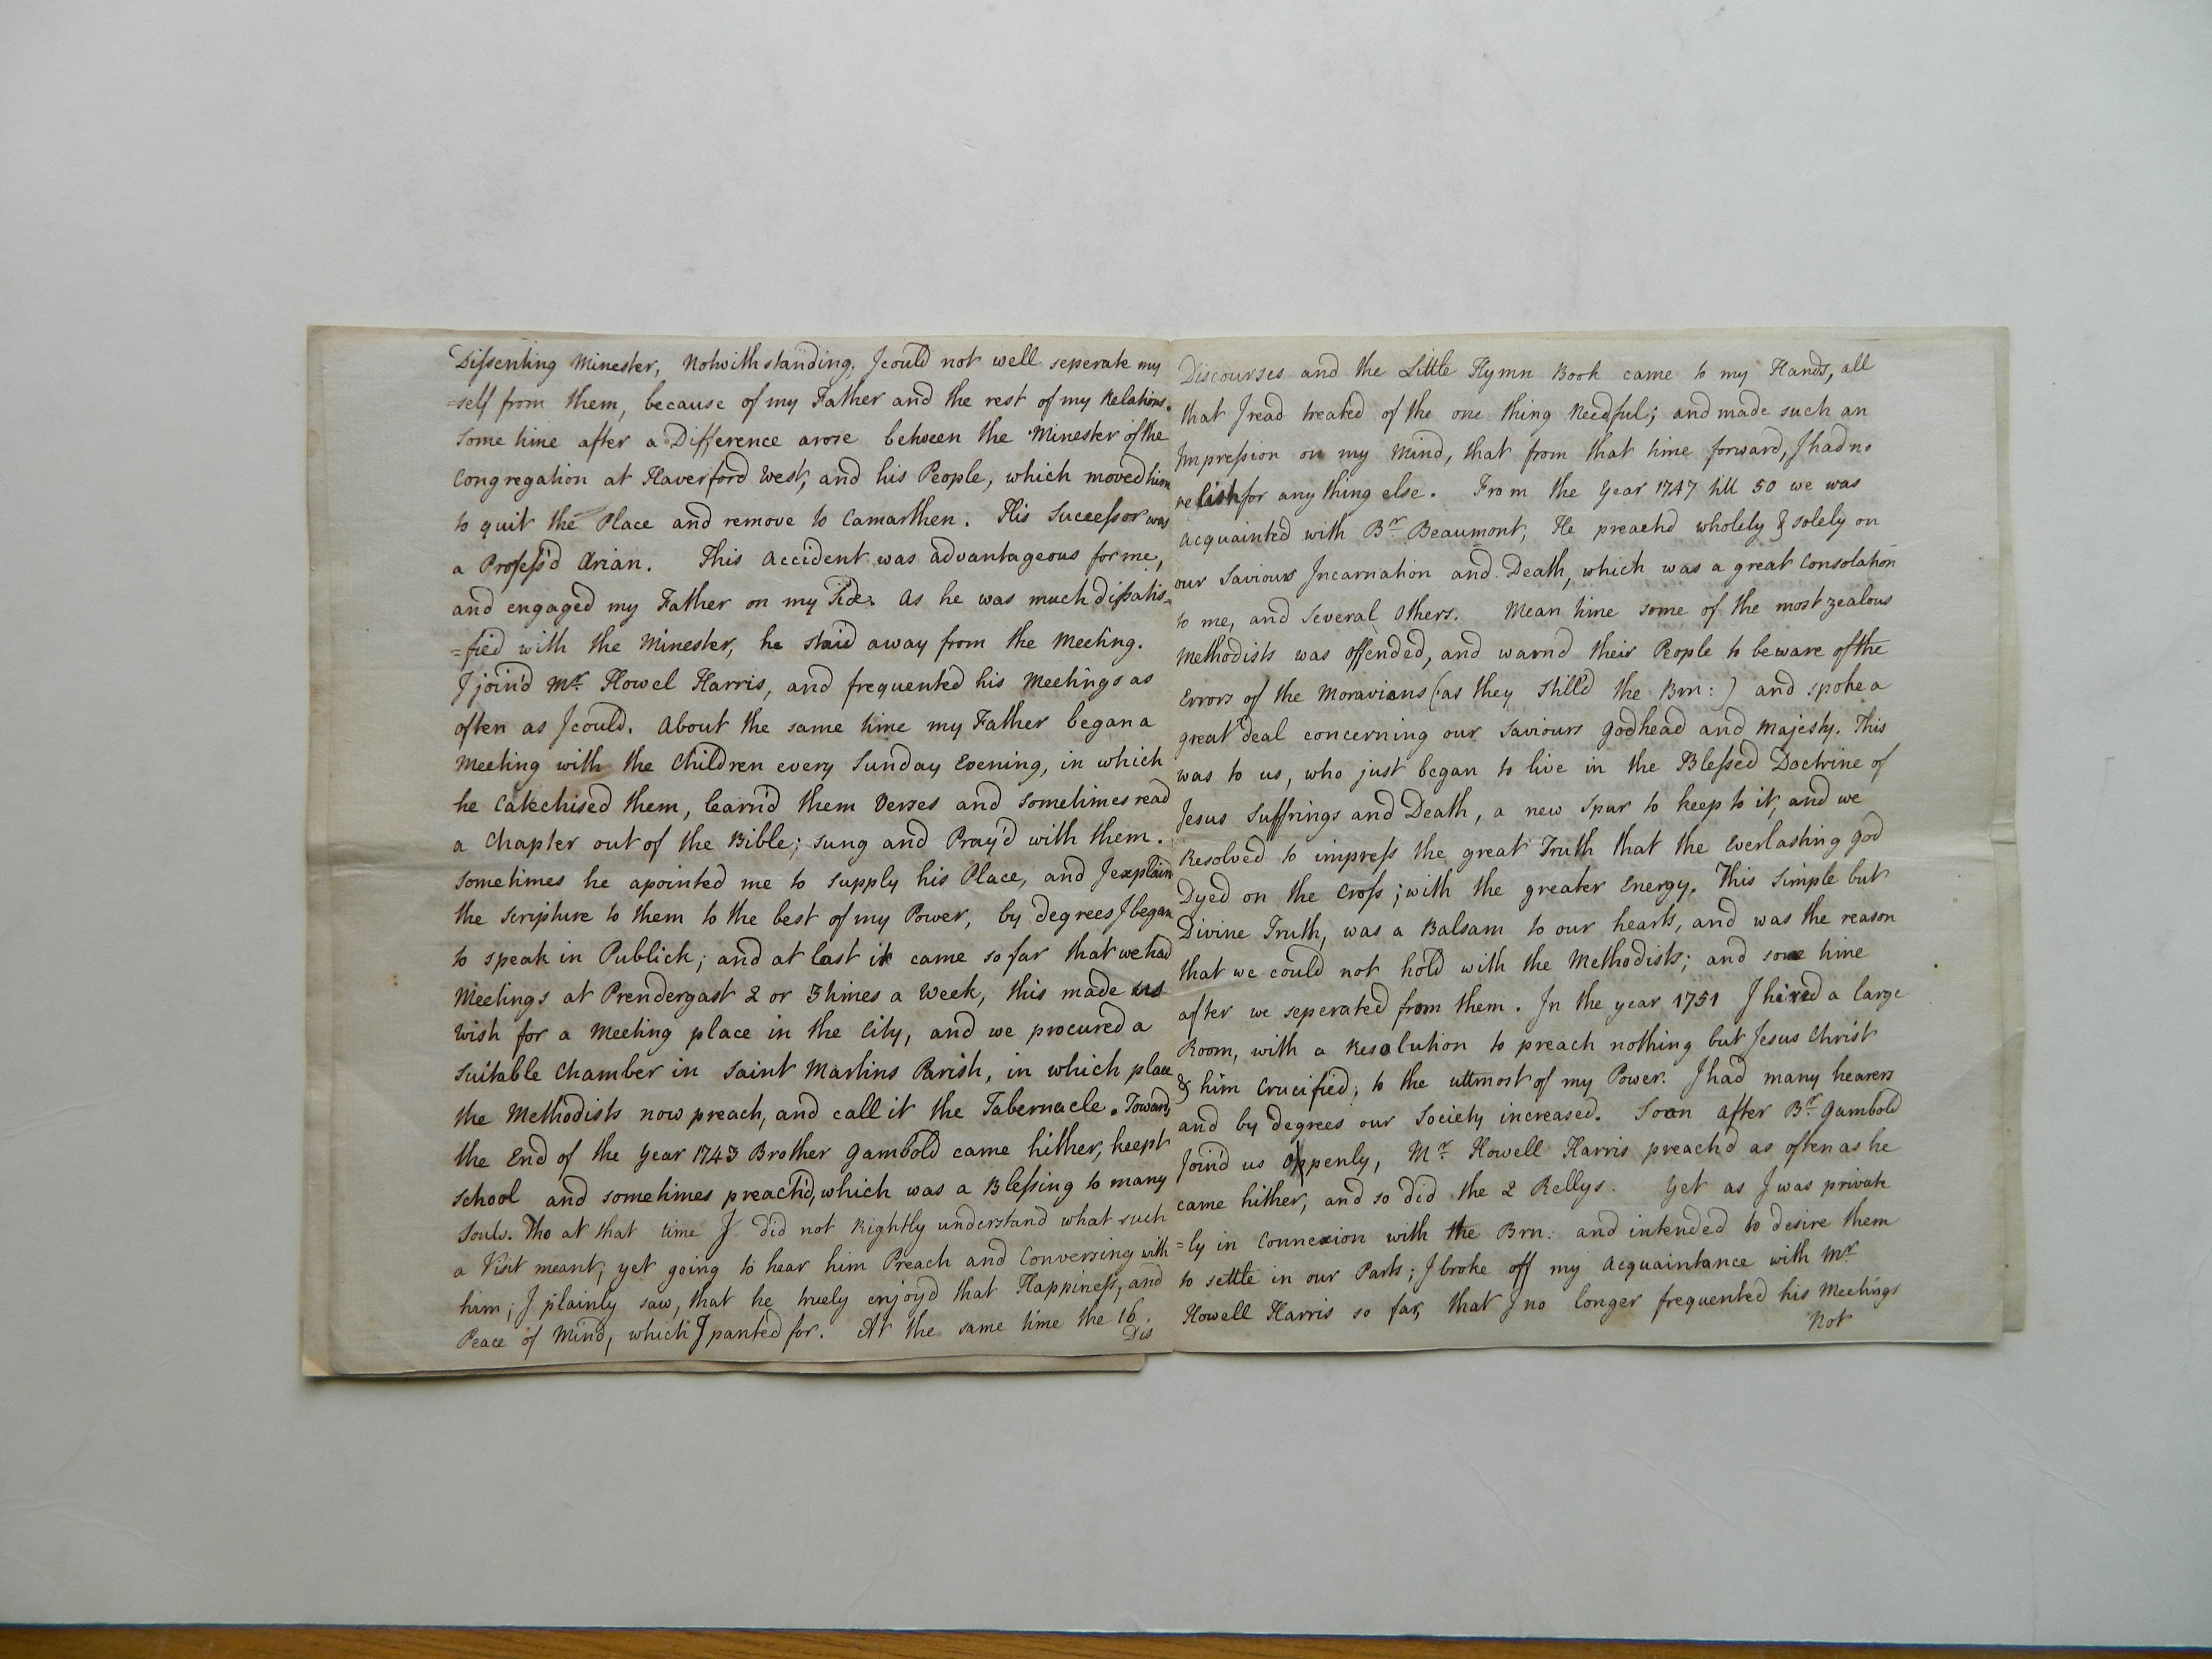 Dissenting Minester, Notwithstanding, I could not well seperate my
=self from them, because of my Father and the rest of my Relations.
Some time after a Difference arose between the Minester of the
Congregation at Haverford West, and his People, which moved him
to quit the Place and remove to Camarthen. His Successor was
a Profess'd Arian. This Accident was advantageous for me,
and engaged my Father on my Side. As he was much dissatis=
=fied with the Minester, he staid away from the Meeting.
I join'd Mr. Howel Harris, and frequented his Meetings as
often as I could. About the same time my Father began a
Meeting with the Children every Sunday Evening, in which
he Catechised them, learn'd them Verses and sometimes read
a Chapter out of the Bible; sung and Pray'd with them.
sometimes he apointed me to supply his Place, and I explain
the Scripture to them to the best of my Power, by degrees I began
to speak in Publick; and at last it came so far that we had
Meetings at Prendergast 2 or 3 times a Week, this made us
wish for a Meeting place in the City, and we procured a
suitable Chamber in Saint Martins Parish, in which place
the Methodists now preach, and call it the Tabernacle. Towards
the End of the Year 1743 Brother Gambold came hither, keept
school and sometimes preach'd, which was a Blessing to many
Souls. Tho at that time I did not Rightly understand what such
a Visit meant; yet going to hear him Preach and Conversing with
him; I plainly saw, that he truely enjoy'd that Happiness, and
Peace of Mind, which I panted for. At the same time the 16.
Dis
Discourses and the Little Hymn Book came to my Hands, all
that I read treated of the one thing Needful; and made such an
Impression on my Mind, that from that time forward, I had no
relish for any thing else. From the Year 1747 till 50 we was
acquainted with Br. Beaumont, He preach'd wholely & solely on
our Saviours Incarnation and Death, which was a great Consolation
to me, and Several Others. Mean time some of the most zealous
Methodists was offended, and warnd their People to beware of the
Errors of the Moravians (as they Still'd the Brn:) and spoke a
great deal concerning our Saviours Godhead and Majesty. This
was to us, who just began to live in the Blessed Doctrine of
Jesus Suffrings and Death, a new Spur to keep to it, and we
Resolved to impress the great Truth that the Everlasting God
Dyed on the Cross; with the greater Energy. This Simple but
Divine Truth, was a Balsam to our hearts, and was the reason
that we could not hold with the Methodists; and some time
after we seperated from them. In the year 1751 I hired a large
Room, with a Resolution to preach nothing but Jesus Christ
& him Crucified, to the uttmost of my Power. I had many hearers
and by degrees our Society increased. Soon after Br. Gambold
Join'd us oppenly, Mr. Howell Harris preach'd as often as he
came hither, and so did the 2 Rellys. Yet as I was private
=ly in Connexion with the Brn: and intended to desire them
to settle in our Parts; I broke off my Acquaintance with Mr.
Howell Harris so far, that I no longer frequented his Meetings
Not